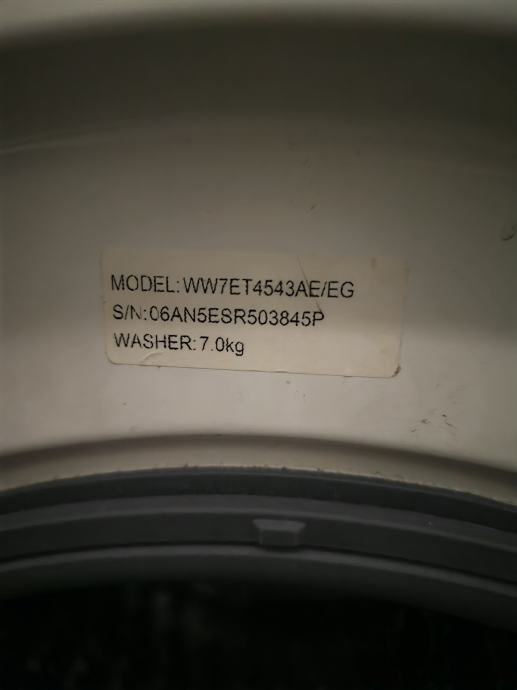 MODEL:WW7ET4543AE/EG
S/N:06AN5ESR503845P
WASHER:7.0kg